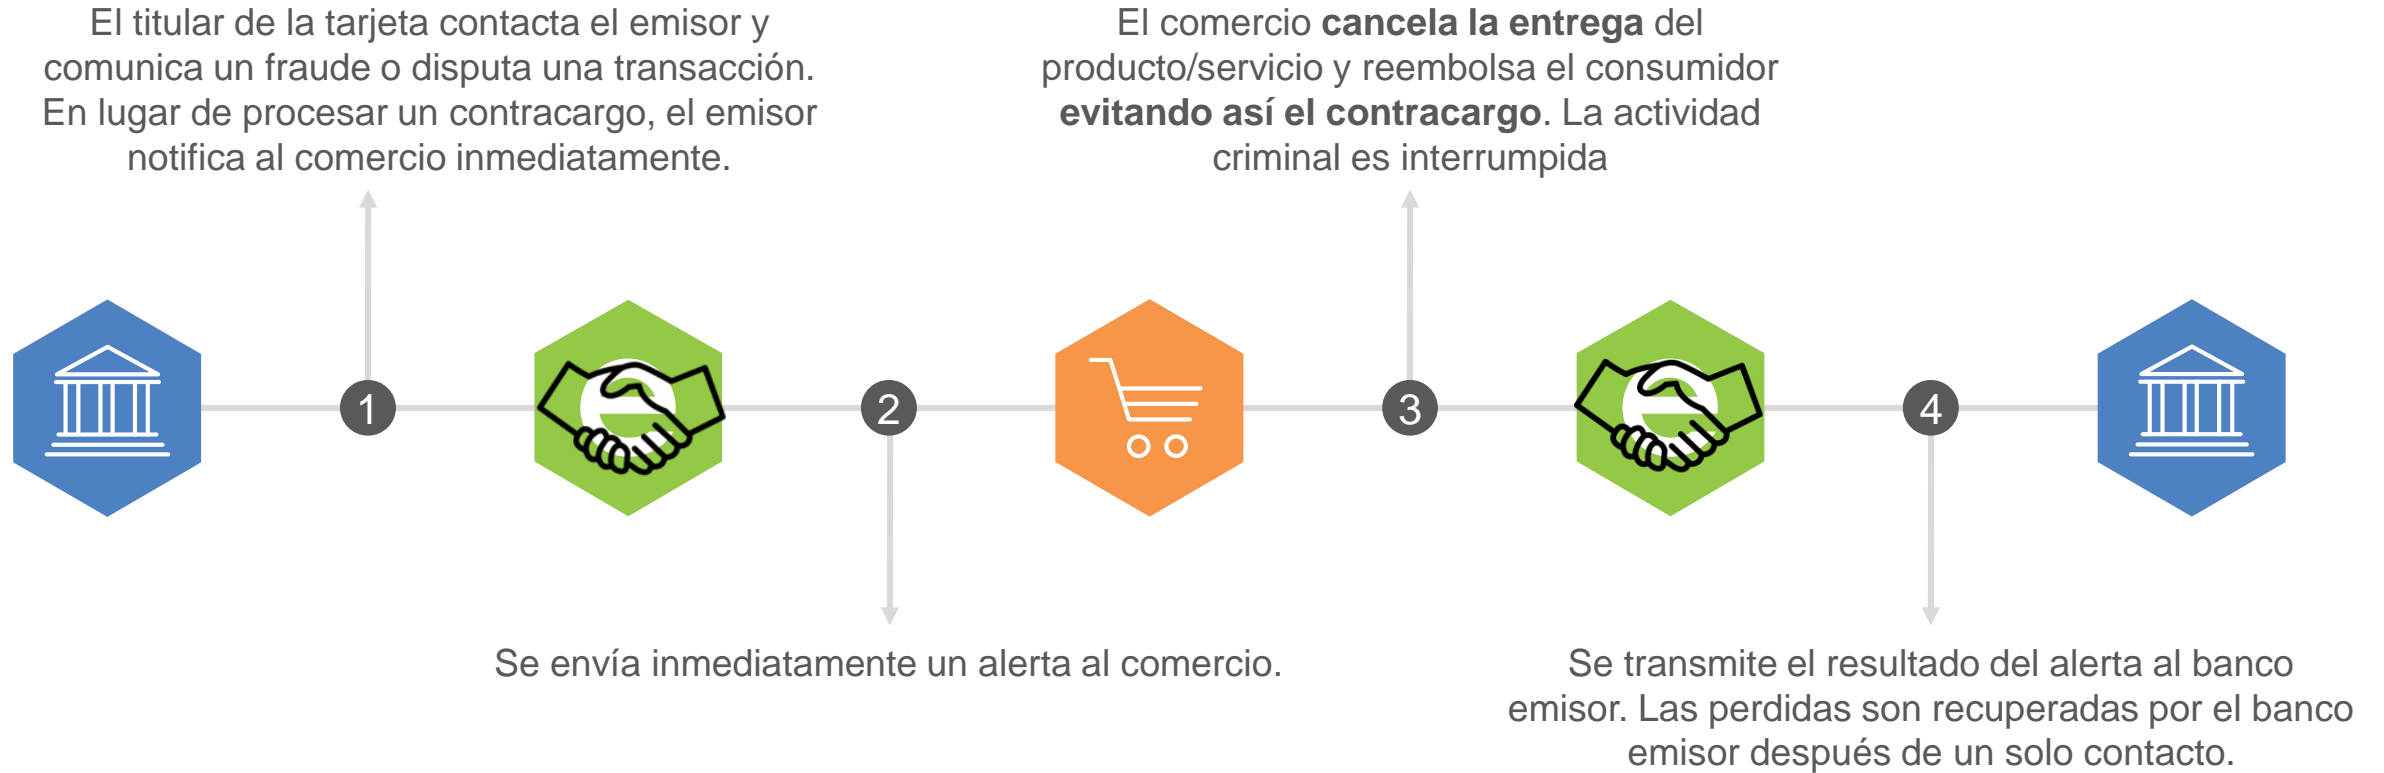 El titular de la tarjeta contacta el emisor y
comunica un fraude o disputa una transacción.
En lugar de procesar un contracargo, el emisor
notifica al comercio inmediatamente.
El comercio cancela la entrega del
producto/servicio y reembolsa el consumidor
evitando así el contracargo. La actividad
criminal es interrumpida
1
2
3
4
Se envía inmediatamente un alerta al comercio.
Se transmite el resultado del alerta al banco
emisor. Las perdidas son recuperadas por el banco
emisor después de un solo contacto.